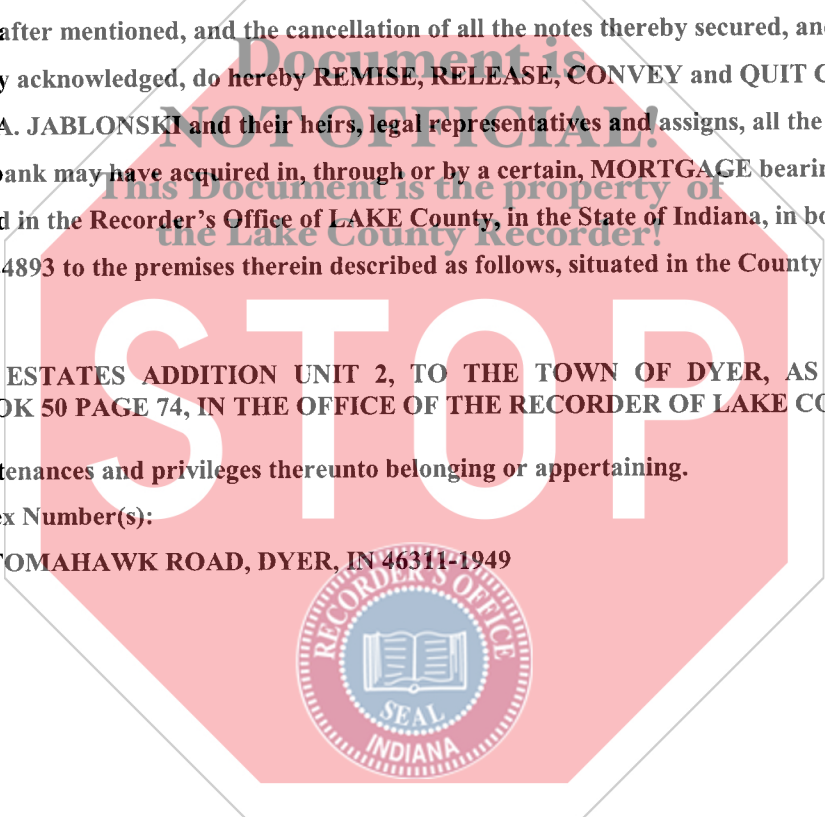 after mentioned, and the cancellation of all the notes thereby secured, an
Document is
y acknowledged, do hereby REMISE, RELEASE, CONVEY and QUIT C
NOT OFFICIAL!
A. JABLONSKI and their heirs, legal representatives and assigns, all the
bank may have acquired in, through or by a certain, MORTGAGE bearin
This Document is the property of
d in the Recorder's Office of LAKE County, in the State of Indiana, in bo
the Lake County Recorder!
4893 to the premises therein described as follows, situated in the County
STOP
ESTATES ADDITION UNIT 2, TO THE TOWN OF DYER, AS
OK 50 PAGE 74, IN THE OFFICE OF THE RECORDER OF LAKE CO
tenances and privileges thereunto belonging or appertaining.
ex Number(s):
TOMAHAWK ROAD, DYER, IN 46311-1949
RECORDER'S OFFICE
SEAL
INDIANA